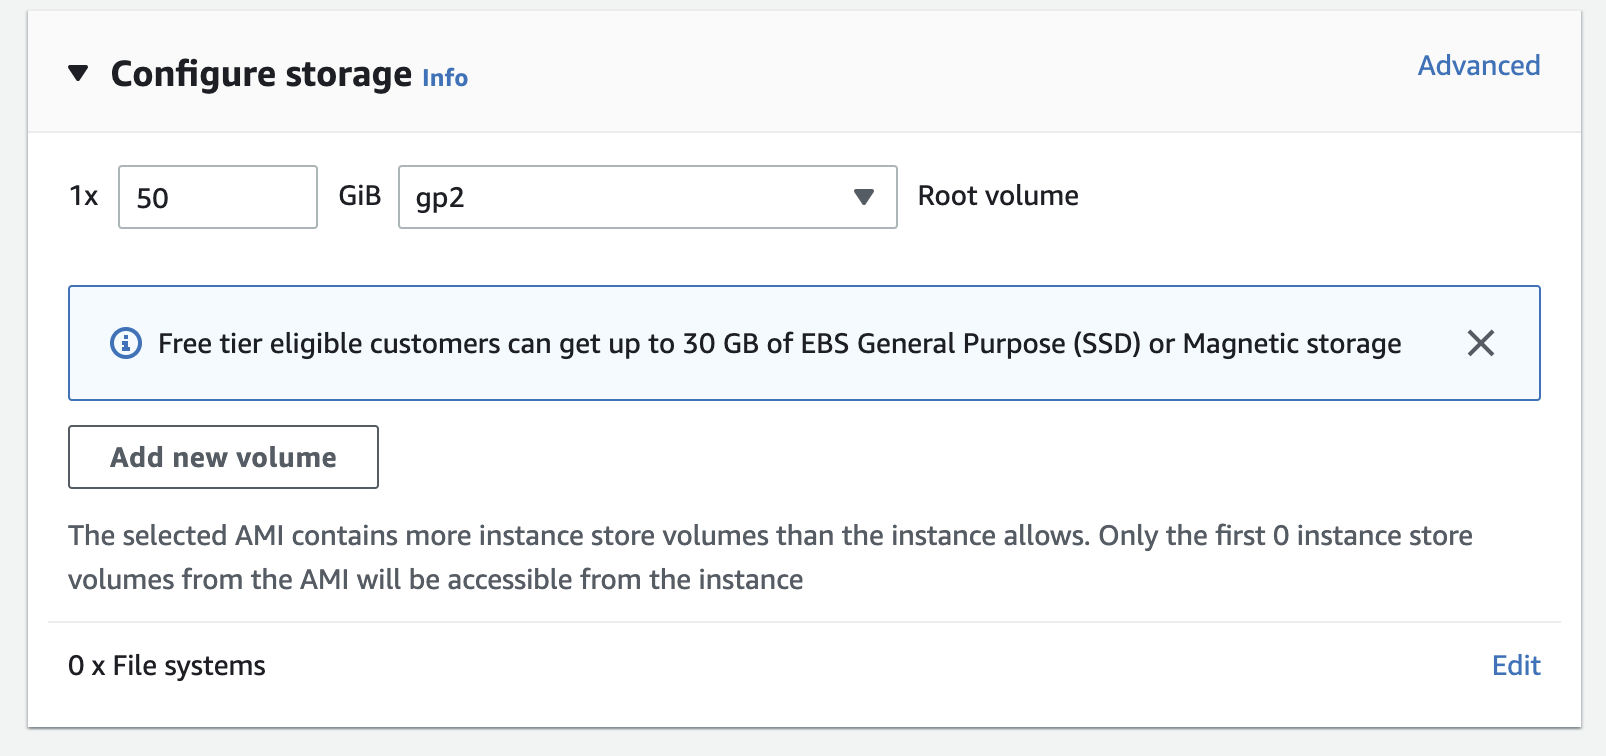 Configure storage Info
Advanced
1x 50 GiB gp2 Root volume
Free tier eligible customers can get up to 30 GB of EBS General Purpose (SSD) or Magnetic storage
Add new volume
The selected AMI contains more instance store volumes than the instance allows. Only the first 0 instance store
volumes from the AMI will be accessible from the instance
0 x File systems
Edit